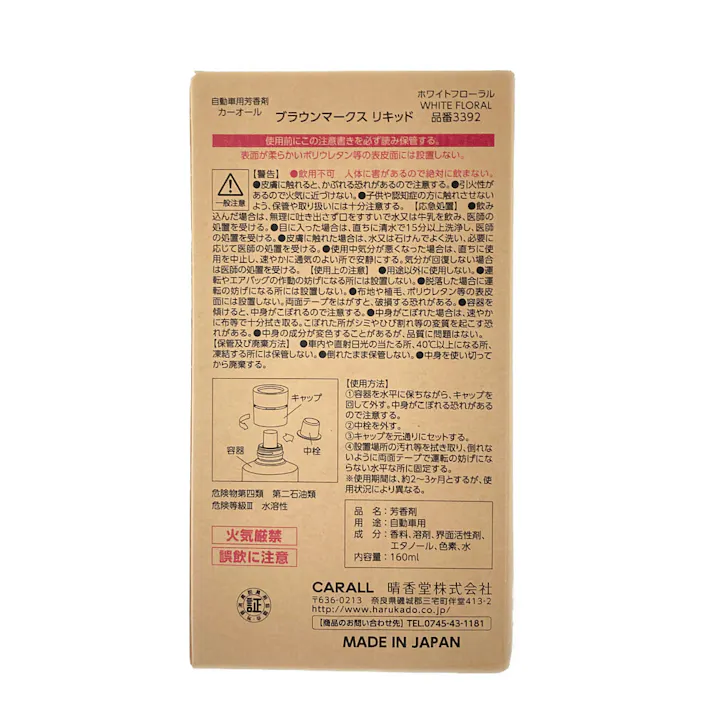 自動車用芳香剤
カーオール
ブラウンマークス リキッド
ホワイトフローラル
WHITE FLORAL
品番3392
使用前にこの注意書きを必ず読み保管する。
表面が柔らかいポリウレタン等の表皮面には設置しない。
一般注意
【警告】●飲用不可 人体に害があるので絶対に飲まない。
●皮膚に触れると、かぶれる恐れがあるので注意する。●引火性が
あるので火気に近づけない。●子供や認知症の方に触れさせない
よう、保管や取り扱いには十分注意する。【応急処置】●飲み
込んだ場合は、無理に吐き出さず口をすすいで水又は牛乳を飲み、医師の
処置を受ける。●目に入った場合は、直ちに清水で15分以上洗浄し、医師
の処置を受ける。●皮膚に触れた場合は、水又は石けんでよく洗い、必要に
応じて医師の処置を受ける。●使用中気分が悪くなった場合は、直ちに使
用を中止し、速やかに通気のよい所で安静にする。気分が回復しない場合
は医師の処置を受ける。【使用上の注意】●用途以外に使用しない。●運
転やエアバッグの作動の妨げになる所には設置しない。●脱落した場合に運
転の妨げになる所には設置しない。●布地や植毛、ポリウレタン等の表皮
面には設置しない。両面テープをはがすと、破損する恐れがある。●容器を
傾けると、中身がこぼれるので注意する。●中身がこぼれた場合は、速やか
に布等で十分拭き取る。こぼれた所がシミやひび割れ等の変質を起こす恐
れがある。●中身の成分が変色することがあるが、品質に問題はない。
【保管及び廃棄方法】●車内や直射日光の当たる所、40℃以上になる所、
凍結する所には保管しない。●倒れたまま保管しない。●中身を使い切って
から廃棄する。
キャップ
中栓
容器
【使用方法】
①容器を水平に保ちながら、キャップを
回して外す。中身がこぼれる恐れがある
ので注意する。
②中栓を外す。
③キャップを元通りにセットする。
④設置場所の汚れ等を拭き取り、倒れな
いように両面テープで運転の妨げになら
ない水平な所に固定する。
※使用期間は、約2〜3ヶ月とするが、使
用状況により異なる。
危険物第四類 第二石油類
危険等級Ⅲ 水溶性
火気厳禁
誤飲に注意
品 名：芳香剤
用 途：自動車用
成 分：香料、溶剤、界面活性剤、
エタノール、色素、水
内容量：160ml
証
CARALL 晴香堂株式会社
〒636-0213 奈良県磯城郡三宅町伴堂413-2
http://www.harukado.co.jp/
【商品のお問い合わせ先】TEL.0745-43-1181
MADE IN JAPAN